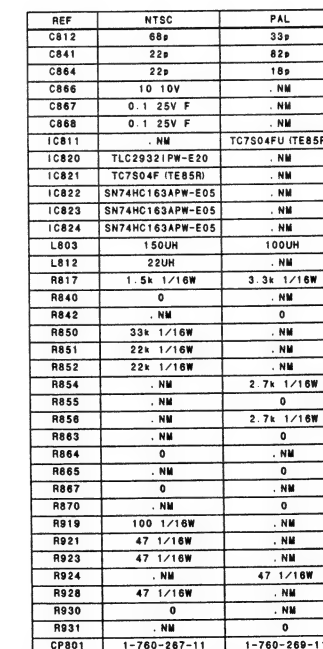 REF NTSC PAL
C812 68p 33p
C841 22p 82p
C864 22p 18p
C866 10 10V . NM
C867 0.1 25V F . NM
C868 0.1 25V F . NM
IC811 . NM TC7S04FU (TE85R
IC820 TLC2932IPW-E20 . NM
IC821 TC7S04F (TE85R) . NM
IC822 SN74HC163APW-E05 . NM
IC823 SN74HC163APW-E05 . NM
IC824 SN74HC163APW-E05 . NM
L803 150UH 100UH
L812 22UH . NM
R817 1.5k 1/16W 3.3k 1/16W
R840 0 . NM
R842 . NM 0
R850 33k 1/16W . NM
R851 22k 1/16W . NM
R852 22k 1/16W . NM
R854 . NM 2.7k 1/16W
R855 . NM 0
R856 . NM 2.7k 1/16W
R863 . NM 0
R864 0 . NM
R865 . NM 0
R867 0 . NM
R870 . NM 0
R919 100 1/16W . NM
R921 47 1/16W . NM
R923 47 1/16W . NM
R924 . NM 47 1/16W
R928 47 1/16W . NM
R930 0 . NM
R931 . NM 0
CP801 1-760-267-11 1-760-269-11